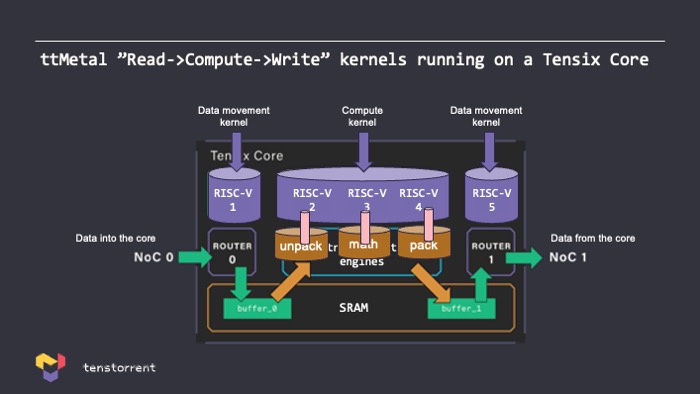 ttMetal ”Read->Compute->Write” kernels running on a Tensix Core
Data movement
kernel
Compute
kernel
Data movement
kernel
Tensix Core
RISC-V
1
RISC-V
2
RISC-V
3
RISC-V
4
RISC-V
5
Data into the core
NoC 0
ROUTER
0
unpack
math
pack
engines
ROUTER
1
Data from the core
NoC 1
buffer_0
SRAM
buffer_1
tenstorrent